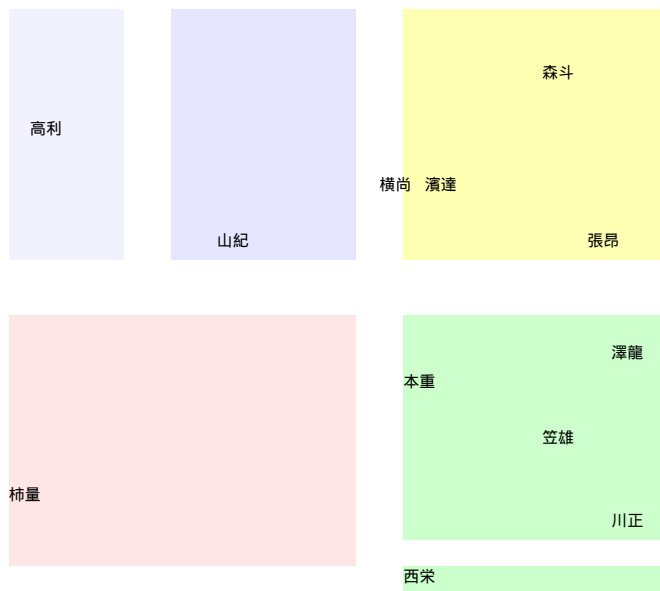 森斗
高利
横尚 濱達
山紀
張昂
澤龍
本重
笠雄
柿量
川正
西栄